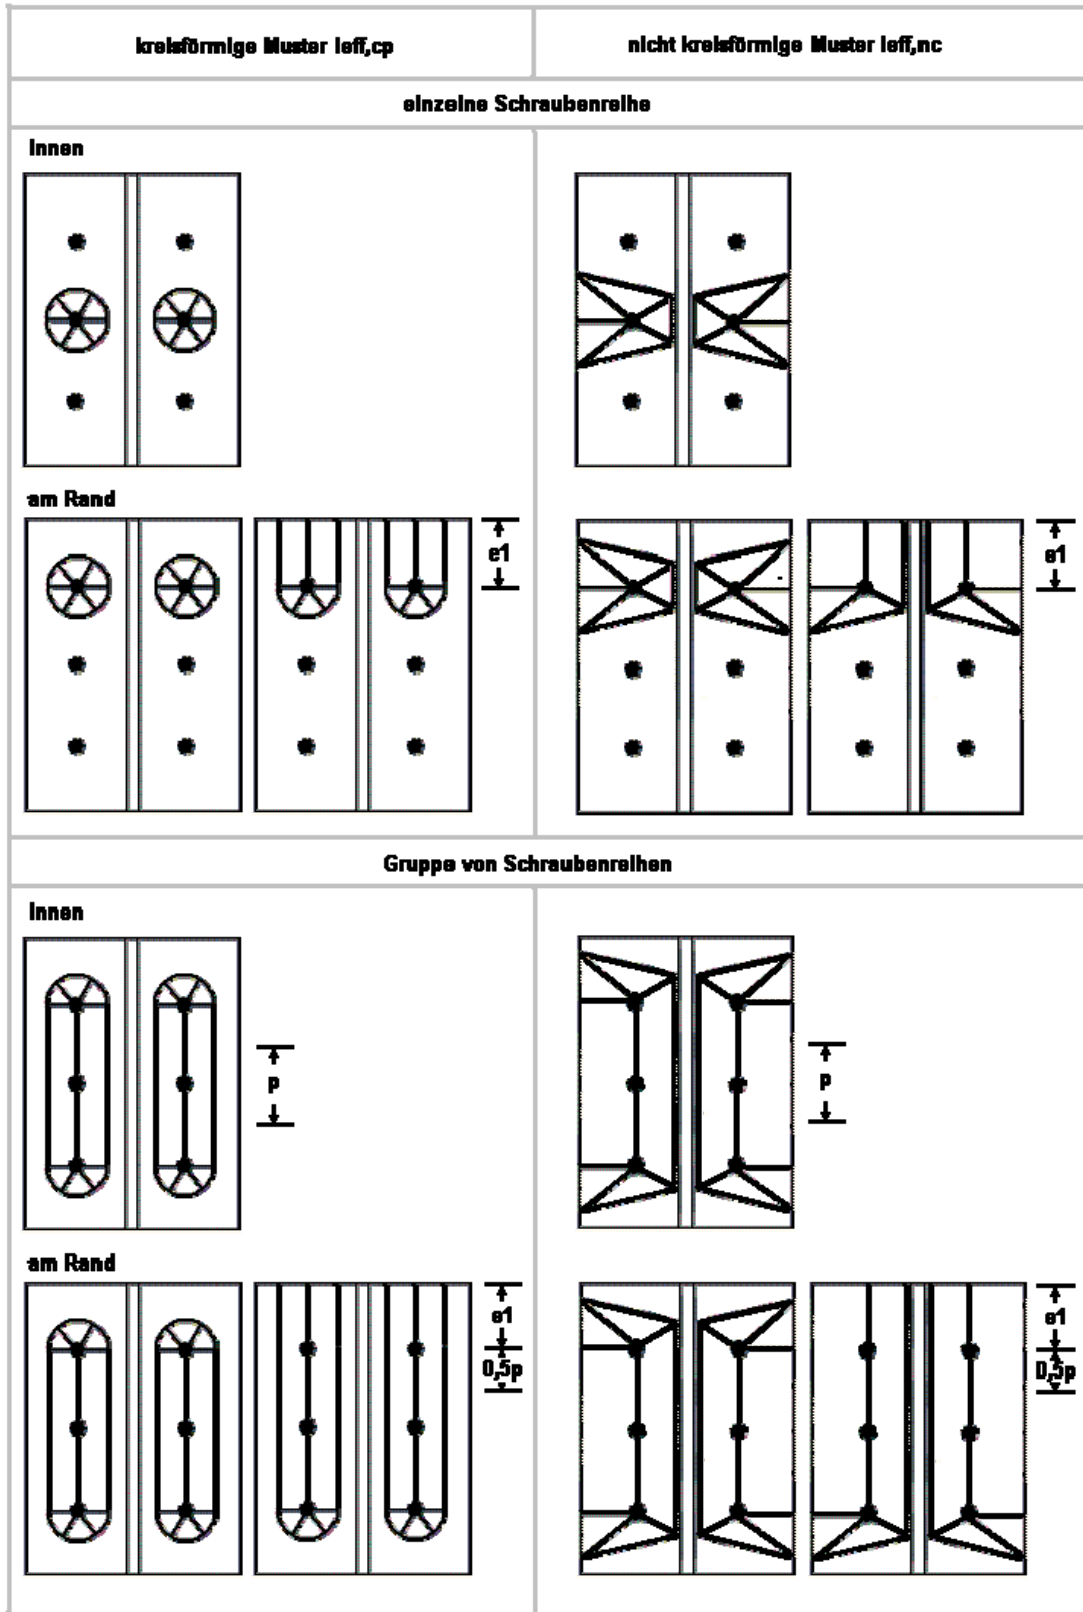 kreisförmige Muster leff,cp
nicht kreisförmige Muster leff,nc
einzelne Schraubenreihe
innen
am Rand
e1
e1
Gruppe von Schraubenreihen
innen
p
p
am Rand
e1
0,5p
e1
0,5p